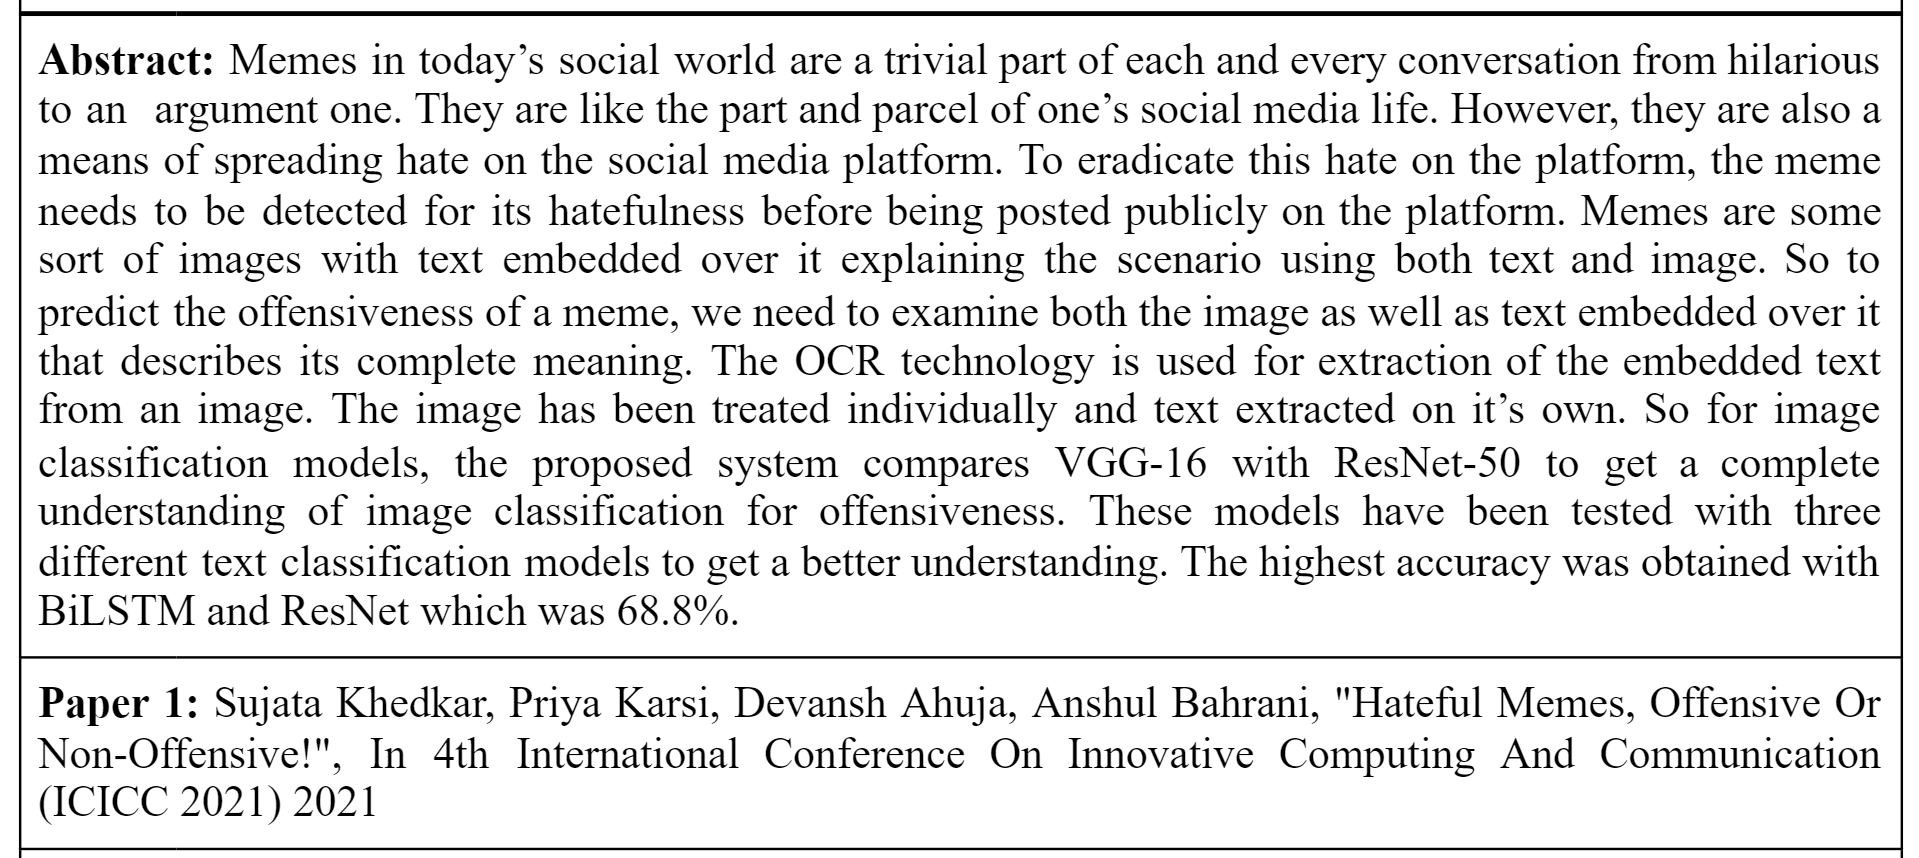 Abstract: Memes in today’s social world are a trivial part of each and every conversation from hilarious
to an argument one. They are like the part and parcel of one’s social media life. However, they are also a
means of spreading hate on the social media platform. To eradicate this hate on the platform, the meme
needs to be detected for its hatefulness before being posted publicly on the platform. Memes are some
sort of images with text embedded over it explaining the scenario using both text and image. So to
predict the offensiveness of a meme, we need to examine both the image as well as text embedded over it
that describes its complete meaning. The OCR technology is used for extraction of the embedded text
from an image. The image has been treated individually and text extracted on it’s own. So for image
classification models, the proposed system compares VGG-16 with ResNet-50 to get a complete
understanding of image classification for offensiveness. These models have been tested with three
different text classification models to get a better understanding. The highest accuracy was obtained with
BiLSTM and ResNet which was 68.8%.
Paper 1: Sujata Khedkar, Priya Karsi, Devansh Ahuja, Anshul Bahrani, "Hateful Memes, Offensive Or
Non-Offensive!", In 4th International Conference On Innovative Computing And Communication
(ICICC 2021) 2021